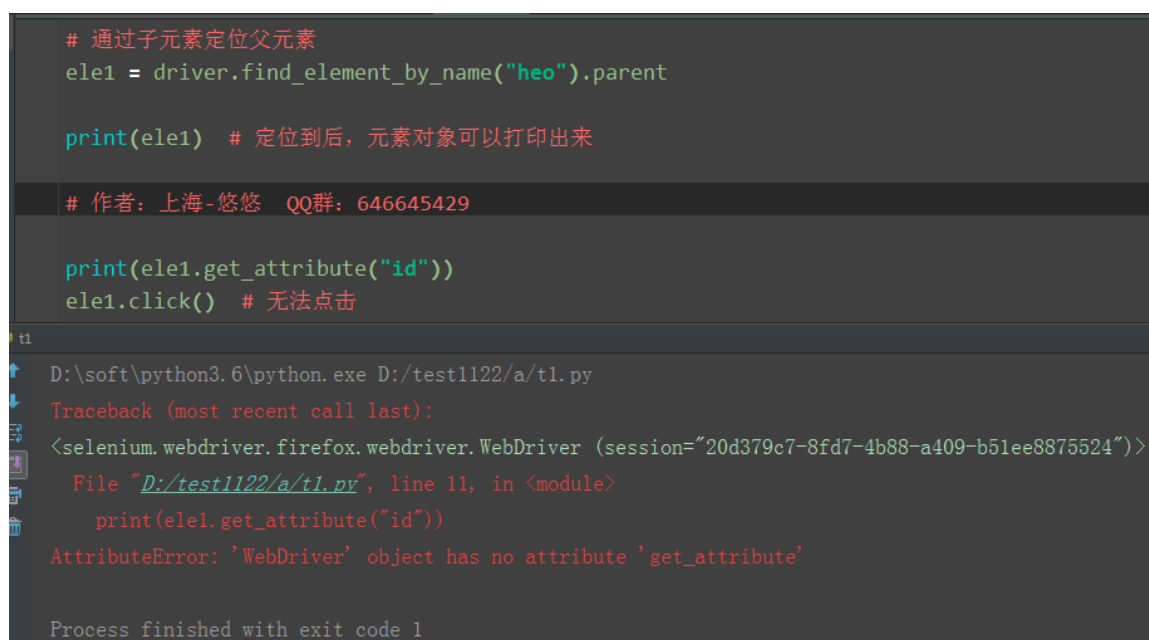 # 通过子元素定位父元素
ele1 = driver.find_element_by_name("heo").parent
print(ele1)  # 定位到后，元素对象可以打印出来
# 作者：上海-悠悠  QQ群：646645429
print(ele1.get_attribute("id"))
ele1.click()  # 无法点击
t1
D:\soft\python3.6\python.exe D:/test1122/a/t1.py
Traceback (most recent call last):
<selenium.webdriver.firefox.webdriver.WebDriver (session="20d379c7-8fd7-4b88-a409-b51ee8875524")>
File "D:/test1122/a/t1.py", line 11, in <module>
print(ele1.get_attribute("id"))
AttributeError: 'WebDriver' object has no attribute 'get_attribute'
Process finished with exit code 1